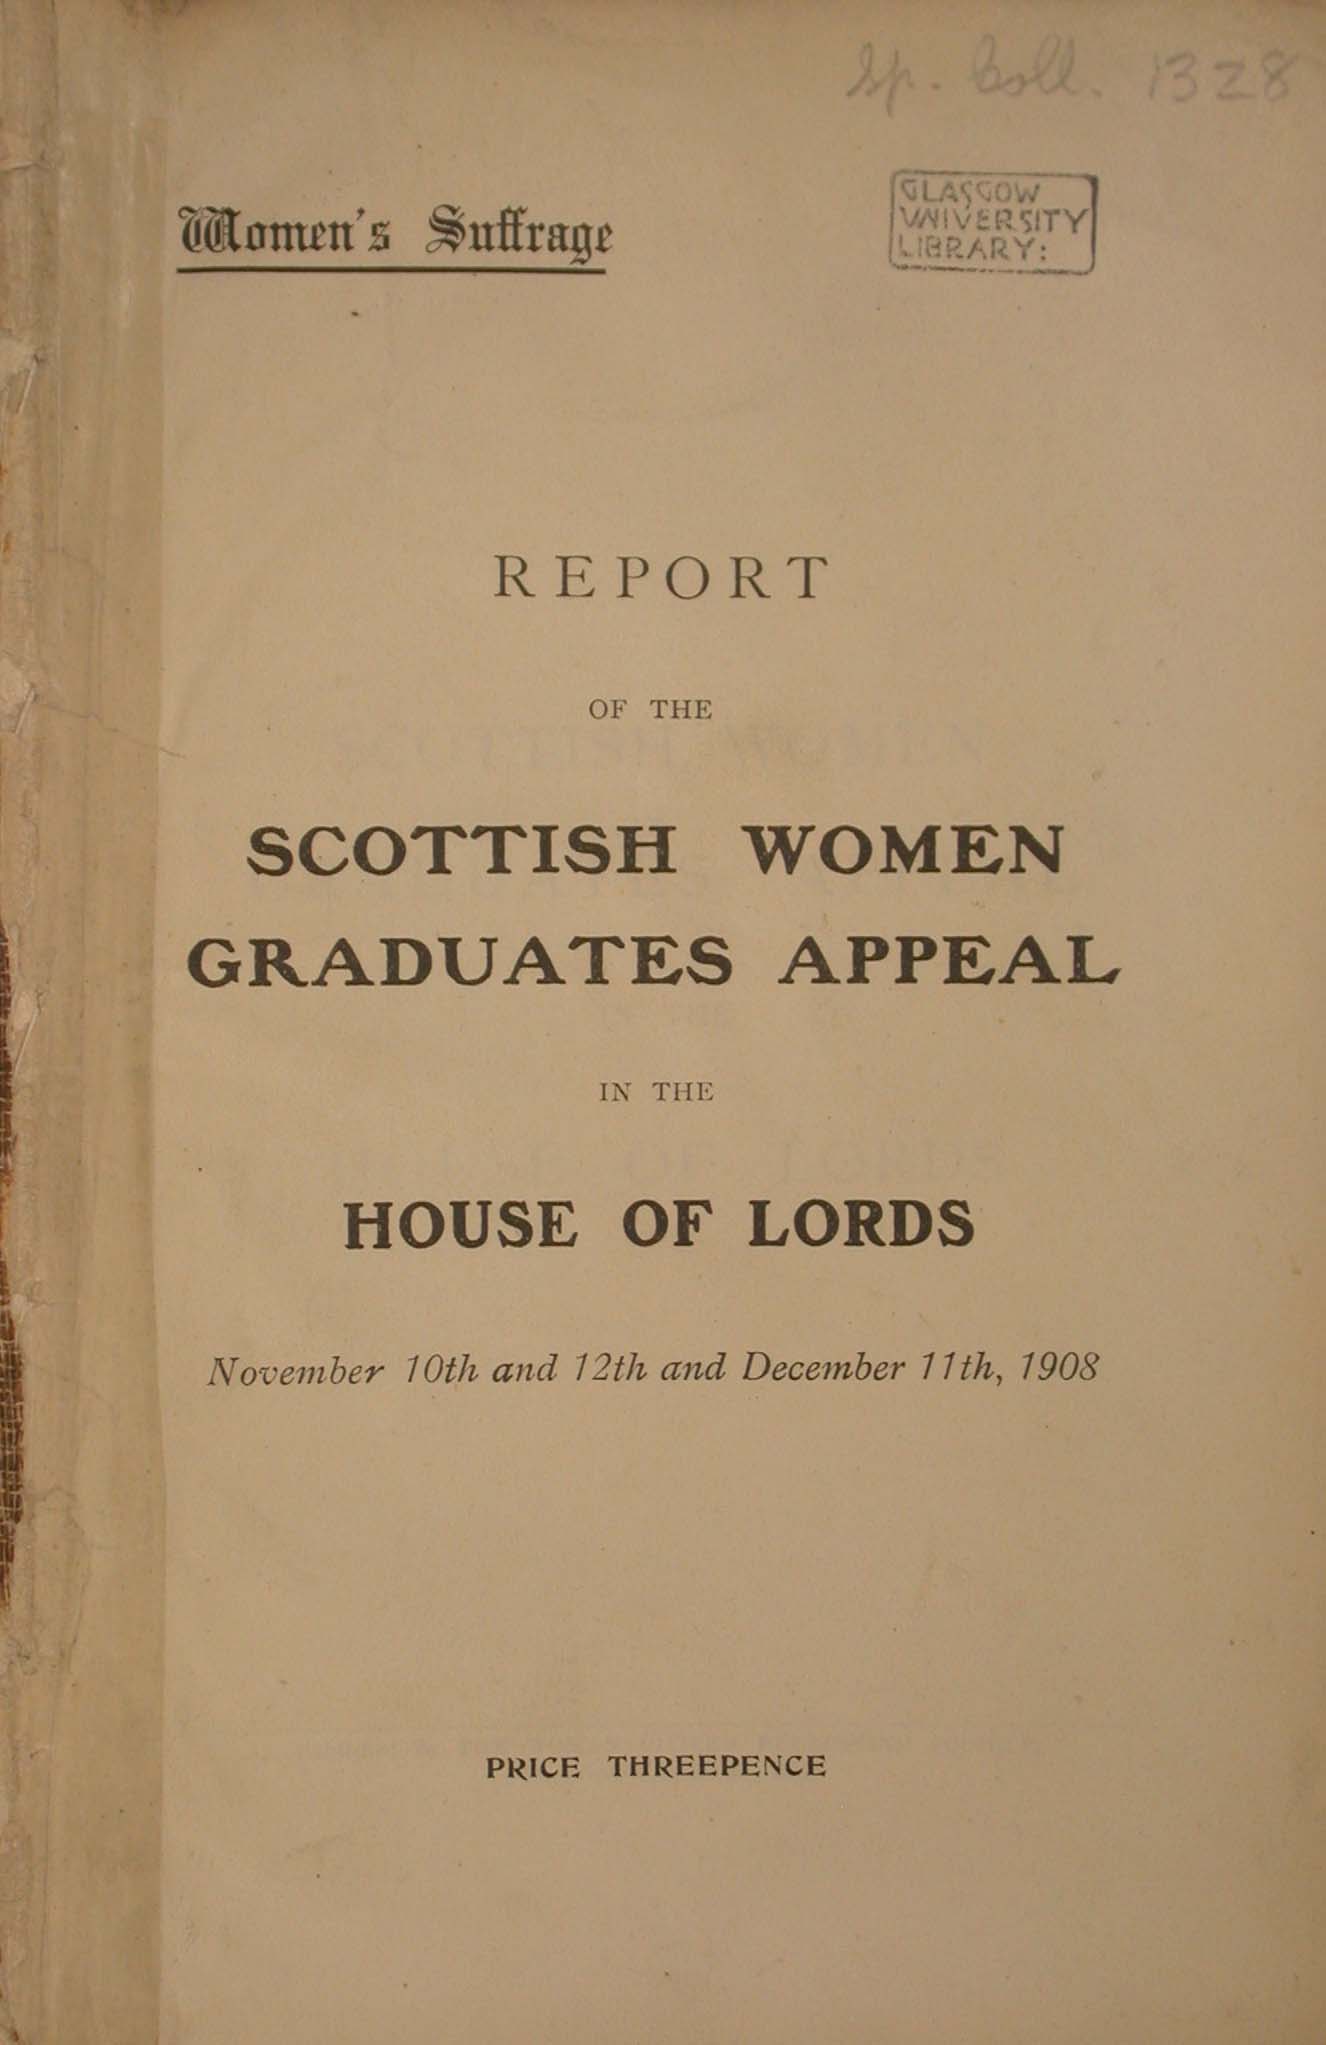 Sp. Coll. 1328
GLASGOW
UNIVERSITY
LIBRARY:
Women's Suffrage
REPORT
OF THE
SCOTTISH WOMEN
GRADUATES APPEAL
IN THE
HOUSE OF LORDS
November 10th and 12th and December 11th, 1908
PRICE THREEPENCE